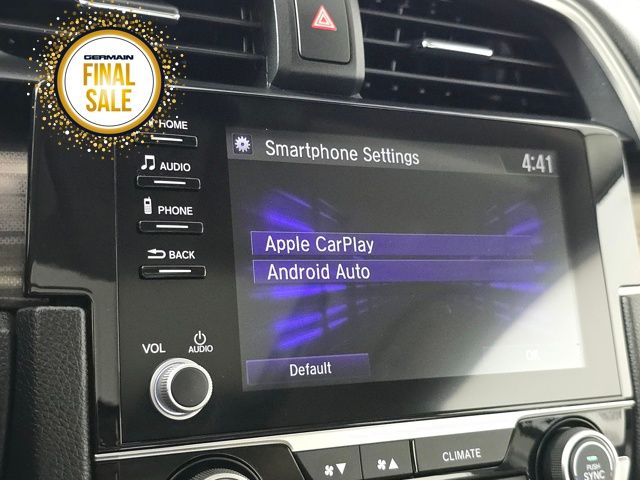 GERMAIN
FINAL
SALE
HOME
AUDIO
PHONE
BACK
VOL
AUDIO
Smartphone Settings
4:41
Apple CarPlay
Android Auto
Default
OK
CLIMATE
PUSH
SYNC